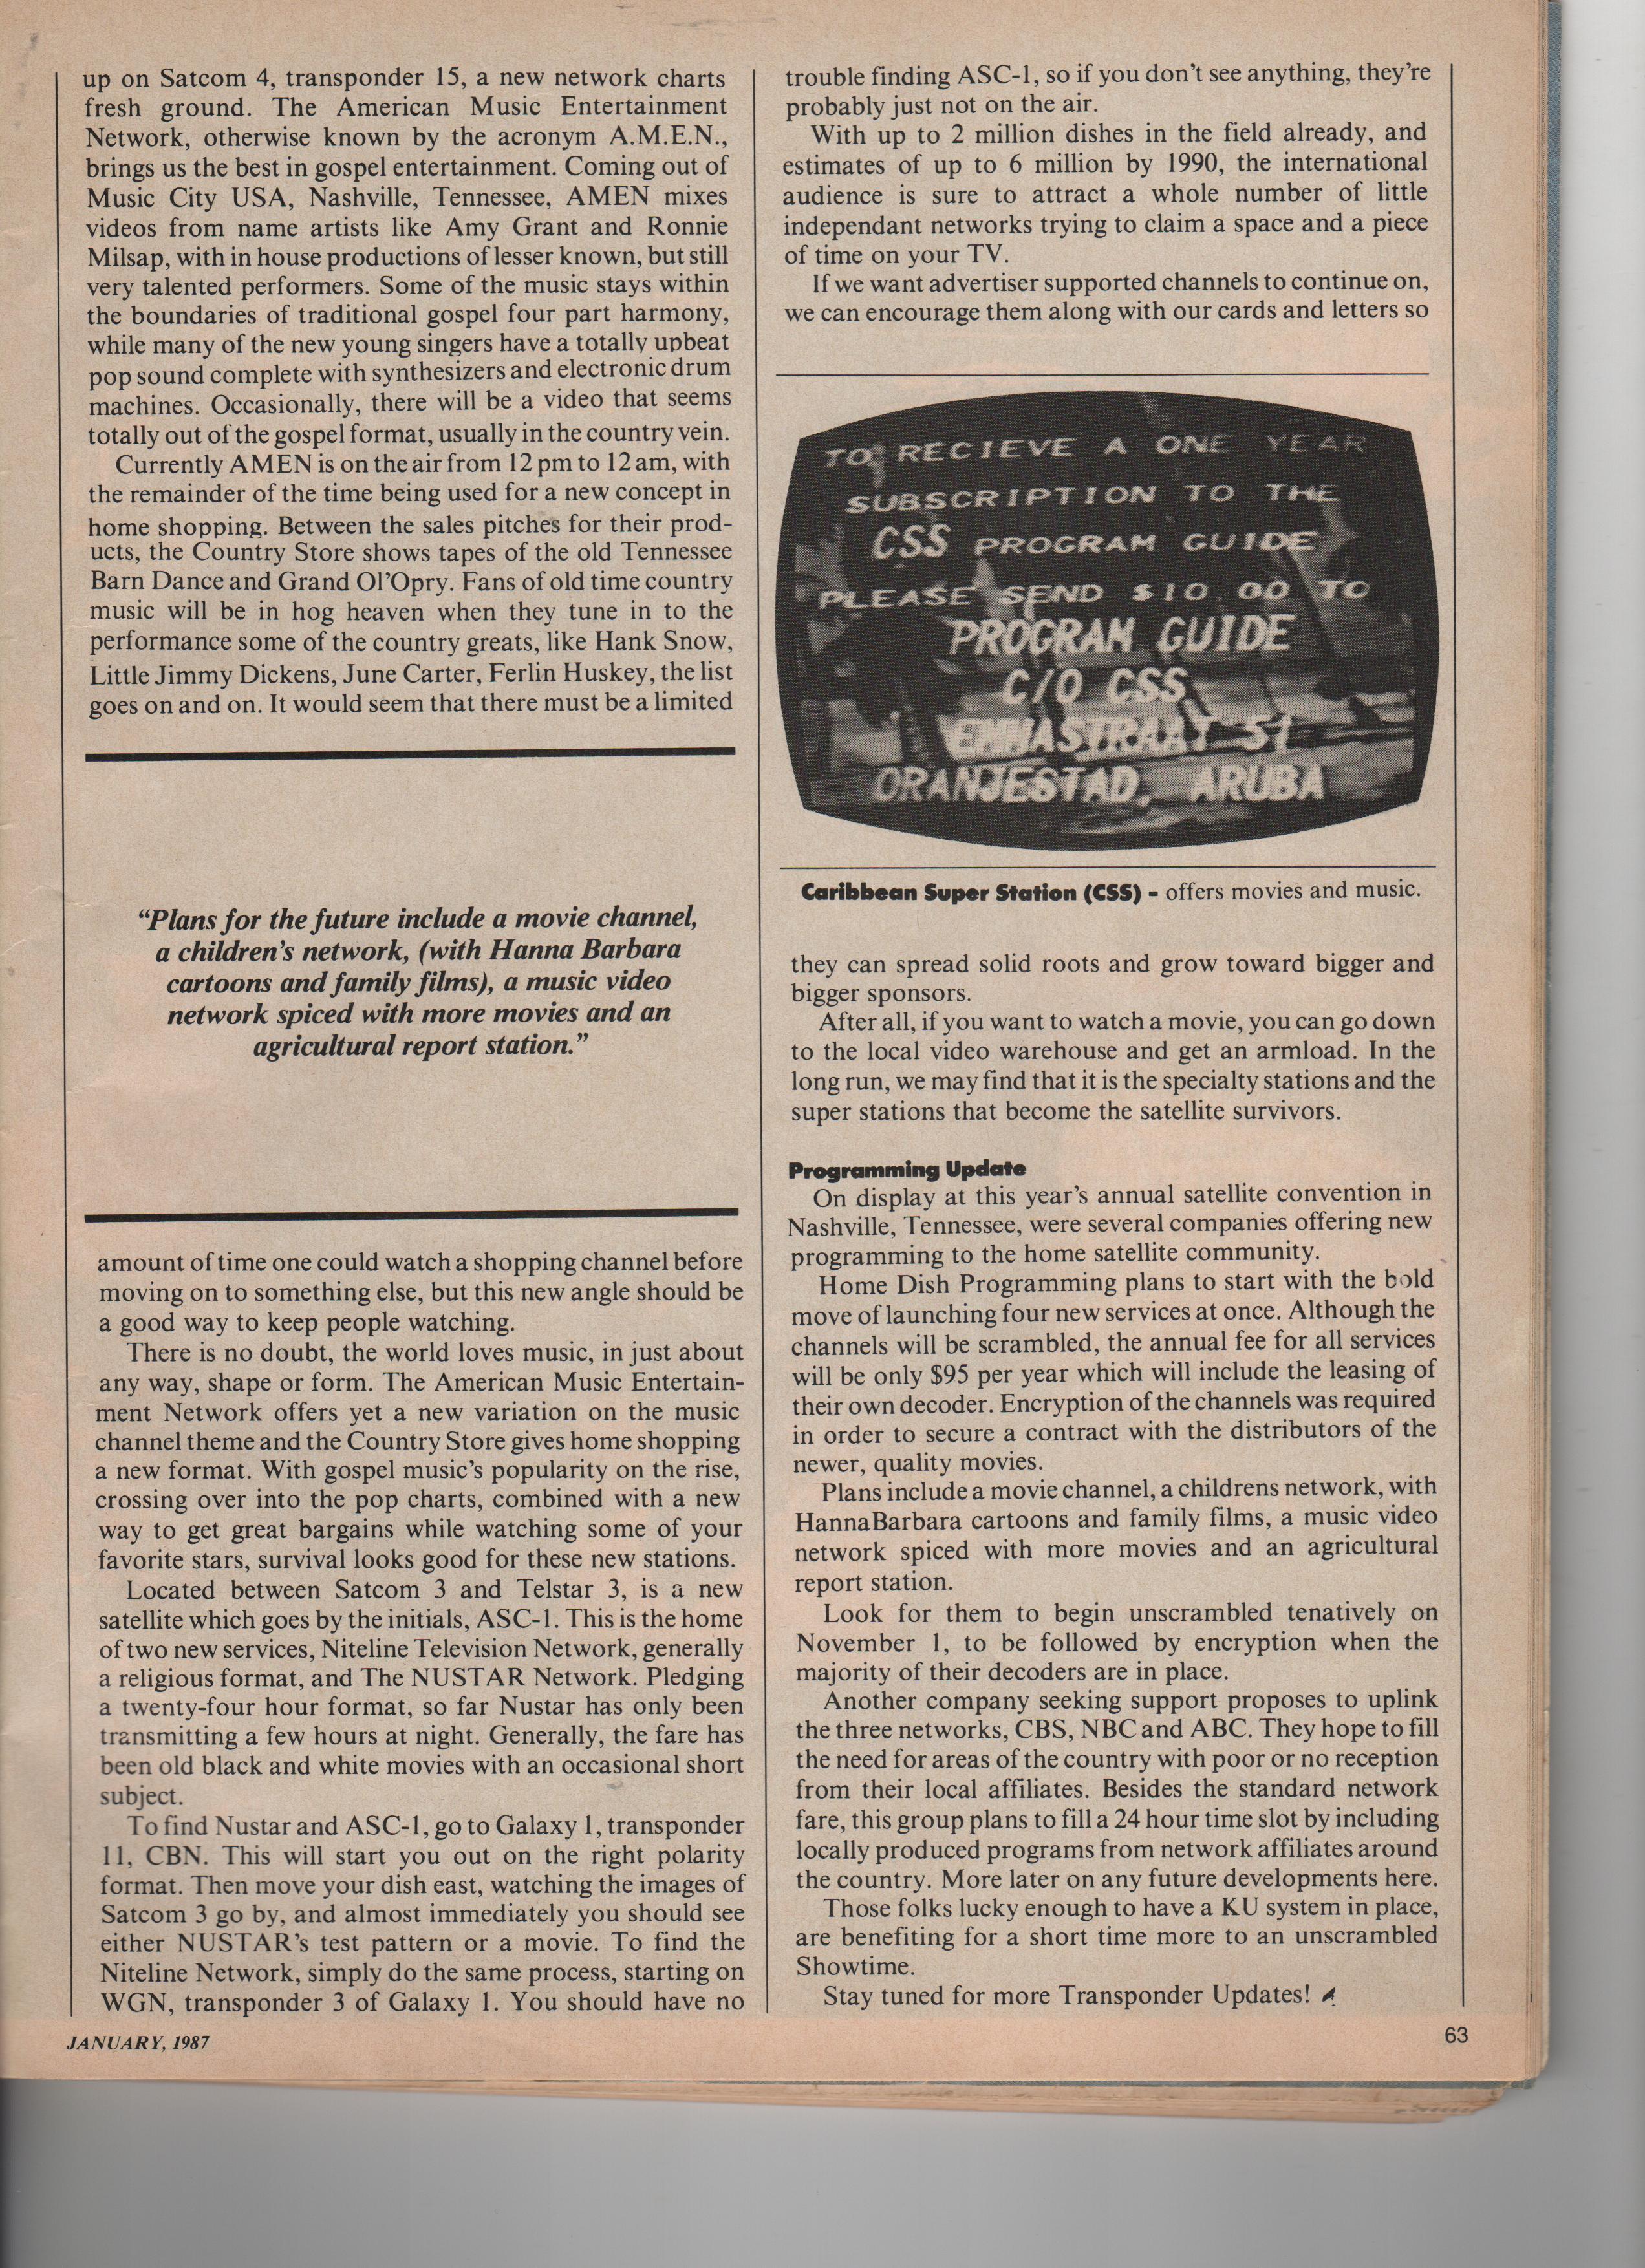 up on Satcom 4, transponder 15, a new network charts
fresh ground. The American Music Entertainment
Network, otherwise known by the acronym A.M.E.N.,
brings us the best in gospel entertainment. Coming out of
Music City USA, Nashville, Tennessee, AMEN mixes
videos from name artists like Amy Grant and Ronnie
Milsap, with in house productions of lesser known, but still
very talented performers. Some of the music stays within
the boundaries of traditional gospel four part harmony,
while many of the new young singers have a totally upbeat
pop sound complete with synthesizers and electronic drum
machines. Occasionally, there will be a video that seems
totally out of the gospel format, usually in the country vein.
Currently AMEN is on the air from 12 pm to 12 am, with
the remainder of the time being used for a new concept in
home shopping. Between the sales pitches for their prod-
ucts, the Country Store shows tapes of the old Tennessee
Barn Dance and Grand Ol'Opry. Fans of old time country
music will be in hog heaven when they tune in to the
performance some of the country greats, like Hank Snow,
Little Jimmy Dickens, June Carter, Ferlin Huskey, the list
goes on and on. It would seem that there must be a limited
"Plans for the future include a movie channel,
a children's network, (with Hanna Barbara
cartoons and family films), a music video
network spiced with more movies and an
agricultural report station."
amount of time one could watch a shopping channel before
moving on to something else, but this new angle should be
a good way to keep people watching.
There is no doubt, the world loves music, in just about
any way, shape or form. The American Music Entertain-
ment Network offers yet a new variation on the music
channel theme and the Country Store gives home shopping
a new format. With gospel music's popularity on the rise,
crossing over into the pop charts, combined with a new
way to get great bargains while watching some of your
favorite stars, survival looks good for these new stations.
Located between Satcom 3 and Telstar 3, is a new
satellite which goes by the initials, ASC-1. This is the home
of two new services, Niteline Television Network, generally
a religious format, and The NUSTAR Network. Pledging
a twenty-four hour format, so far Nustar has only been
transmitting a few hours at night. Generally, the fare has
been old black and white movies with an occasional short
subject.
To find Nustar and ASC-1, go to Galaxy 1, transponder
11, CBN. This will start you out on the right polarity
format. Then move your dish east, watching the images of
Satcom 3 go by, and almost immediately you should see
either NUSTAR's test pattern or a movie. To find the
Niteline Network, simply do the same process, starting on
WGN, transponder 3 of Galaxy 1. You should have no
trouble finding ASC-1, so if you don't see anything, they're
probably just not on the air.
With up to 2 million dishes in the field already, and
estimates of up to 6 million by 1990, the international
audience is sure to attract a whole number of little
independant networks trying to claim a space and a piece
of time on your TV.
If we want advertiser supported channels to continue on,
we can encourage them along with our cards and letters so
TO RECIEVE A ONE YEAR
SUBSCRIPTION TO THE
CSS PROGRAM GUIDE
PLEASE SEND $10.00 TO
PROGRAM GUIDE
C/O CSS
EMMASTRAAT 51
ORANJESTAD, ARUBA
Caribbean Super Station (CSS) - offers movies and music.
they can spread solid roots and grow toward bigger and
bigger sponsors.
After all, if you want to watch a movie, you can go down
to the local video warehouse and get an armload. In the
long run, we may find that it is the specialty stations and the
super stations that become the satellite survivors.
Programming Update
On display at this year's annual satellite convention in
Nashville, Tennessee, were several companies offering new
programming to the home satellite community.
Home Dish Programming plans to start with the bold
move of launching four new services at once. Although the
channels will be scrambled, the annual fee for all services
will be only $95 per year which will include the leasing of
their own decoder. Encryption of the channels was required
in order to secure a contract with the distributors of the
newer, quality movies.
Plans include a movie channel, a childrens network, with
HannaBarbara cartoons and family films, a music video
network spiced with more movies and an agricultural
report station.
Look for them to begin unscrambled tenatively on
November 1, to be followed by encryption when the
majority of their decoders are in place.
Another company seeking support proposes to uplink
the three networks, CBS, NBC and ABC. They hope to fill
the need for areas of the country with poor or no reception
from their local affiliates. Besides the standard network
fare, this group plans to fill a 24 hour time slot by including
locally produced programs from network affiliates around
the country. More later on any future developments here.
Those folks lucky enough to have a KU system in place,
are benefiting for a short time more to an unscrambled
Showtime.
Stay tuned for more Transponder Updates!
JANUARY, 1987
63